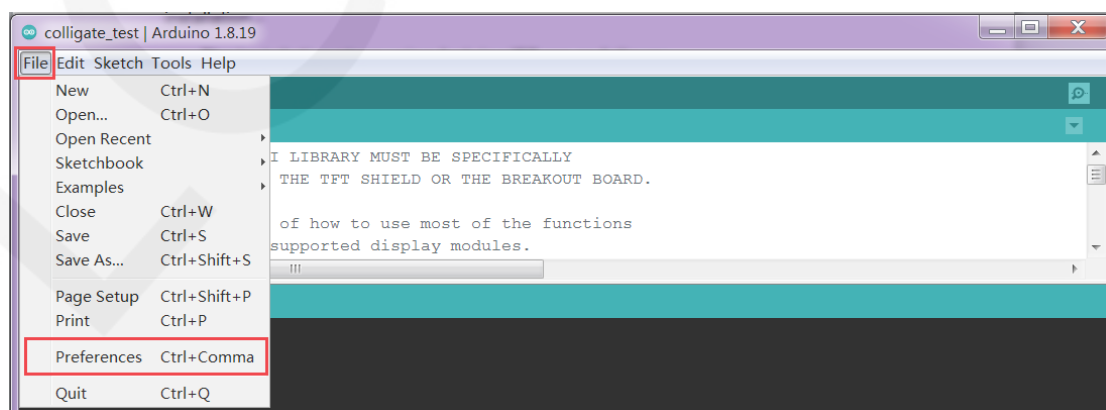 colligate_test | Arduino 1.8.19
File Edit Sketch Tools Help
New Ctrl+N
Open... Ctrl+O
Open Recent
Sketchbook
Examples
Close Ctrl+W
Save Ctrl+S
Save As... Ctrl+Shift+S
Page Setup Ctrl+Shift+P
Print Ctrl+P
Preferences Ctrl+Comma
Quit Ctrl+Q
I LIBRARY MUST BE SPECIFICALLY
THE TFT SHIELD OR THE BREAKOUT BOARD.
of how to use most of the functions
supported display modules.